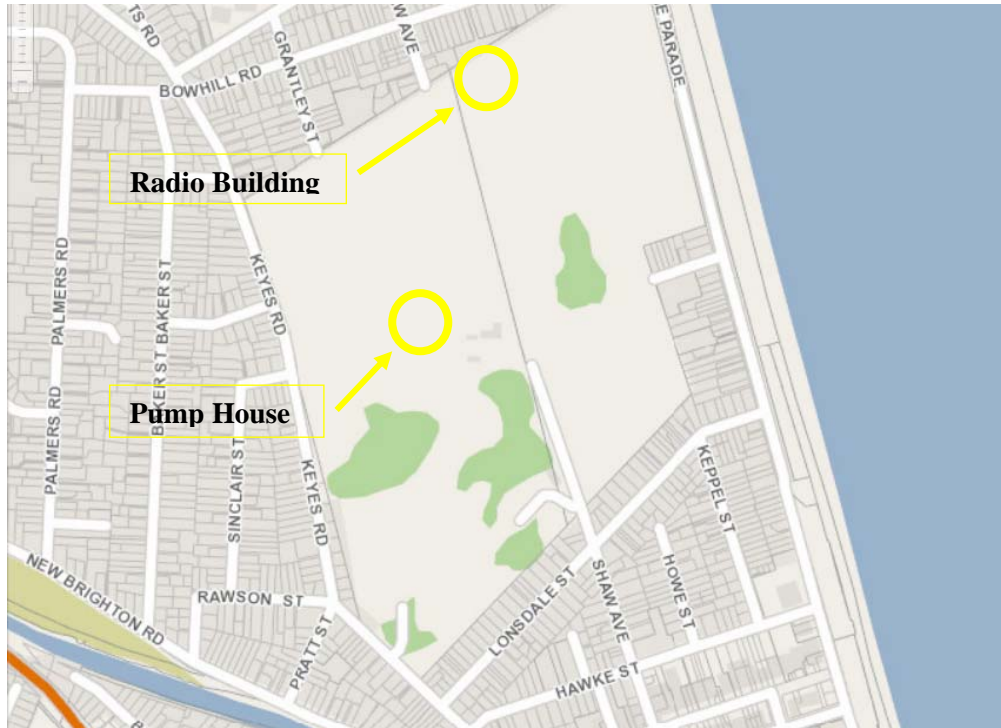 TS RD
GRANTLEY ST
W AVE
E PARADE
BOWHILL RD
Radio Building
PALMERS RD
BAKER ST
KEYES RD
Pump House
PALMERS RD
BAKER ST
SINCLAIR ST
KEYES RD
KEPPEL ST
NEW BRIGHTON RD
RAWSON ST
PRATT ST
LONSDALE ST
SHAW AVE
HOWE ST
HAWKE ST